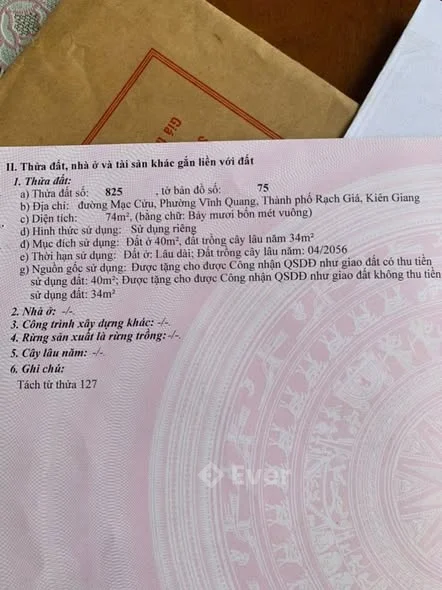 Giá
II. Thửa đất, nhà ở và tài sản khác gắn liền với đất
1. Thửa đất:
a) Thửa đất số: 825 , tờ bản đồ số: 75
b) Địa chỉ: đường Mạc Cửu, Phường Vĩnh Quang, Thành phố Rạch Giá, Kiên Giang
c) Diện tích: 74m², (bằng chữ: Bảy mươi bốn mét vuông)
d) Hình thức sử dụng: Sử dụng riêng
đ) Mục đích sử dụng: Đất ở 40m², đất trồng cây lâu năm 34m²
e) Thời hạn sử dụng: Đất ở: Lâu dài; Đất trồng cây lâu năm: 04/2056
g) Nguồn gốc sử dụng: Được tặng cho được Công nhận QSDĐ như giao đất có thu tiền
sử dụng đất: 40m²; Được tặng cho được Công nhận QSDĐ như giao đất không thu tiền
sử dụng đất: 34m²
2. Nhà ở: -/-.
3. Công trình xây dựng khác: -/-.
4. Rừng sản xuất là rừng trồng: -/-.
5. Cây lâu năm: -/-.
6. Ghi chú:
Tách từ thửa 127
Ever